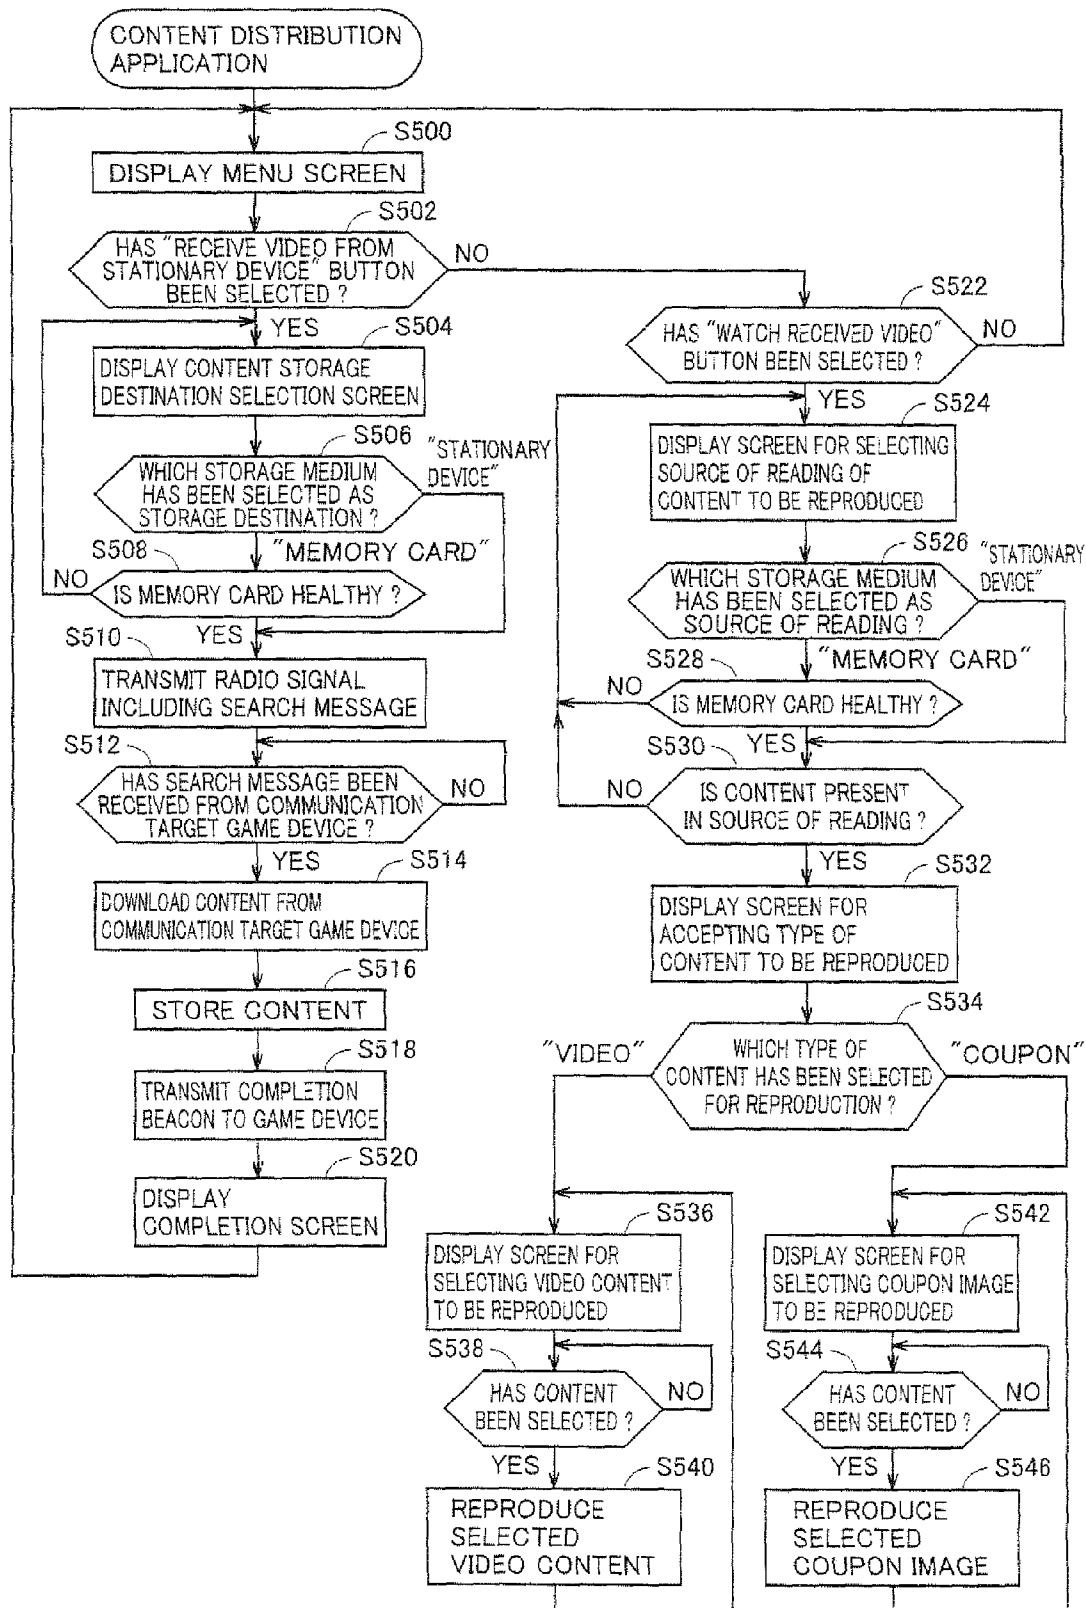 CONTENT DISTRIBUTION
APPLICATION
S500
DISPLAY MENU SCREEN
S502
HAS "RECEIVE VIDEO FROM
STATIONARY DEVICE" BUTTON
BEEN SELECTED ?
NO
YES
S504
DISPLAY CONTENT STORAGE
DESTINATION SELECTION SCREEN
S506
WHICH STORAGE MEDIUM
HAS BEEN SELECTED AS
STORAGE DESTINATION ?
"STATIONARY
DEVICE"
"MEMORY CARD"
S508
NO
IS MEMORY CARD HEALTHY ?
YES
S510
TRANSMIT RADIO SIGNAL
INCLUDING SEARCH MESSAGE
S512
HAS SEARCH MESSAGE BEEN
RECEIVED FROM COMMUNICATION
TARGET GAME DEVICE ?
NO
YES
S514
DOWNLOAD CONTENT FROM
COMMUNICATION TARGET GAME DEVICE
S516
STORE CONTENT
S518
TRANSMIT COMPLETION
BEACON TO GAME DEVICE
S520
DISPLAY
COMPLETION SCREEN
S522
HAS "WATCH RECEIVED VIDEO"
BUTTON BEEN SELECTED ?
NO
YES
S524
DISPLAY SCREEN FOR SELECTING
SOURCE OF READING OF
CONTENT TO BE REPRODUCED
S526
WHICH STORAGE MEDIUM
HAS BEEN SELECTED AS
SOURCE OF READING ?
"STATIONARY
DEVICE"
"MEMORY CARD"
S528
NO
IS MEMORY CARD HEALTHY ?
YES
S530
NO
IS CONTENT PRESENT
IN SOURCE OF READING ?
YES
S532
DISPLAY SCREEN FOR
ACCEPTING TYPE OF
CONTENT TO BE REPRODUCED
S534
"VIDEO"
WHICH TYPE OF
CONTENT HAS BEEN SELECTED
FOR REPRODUCTION ?
"COUPON"
S536
DISPLAY SCREEN FOR
SELECTING VIDEO CONTENT
TO BE REPRODUCED
S538
HAS CONTENT
BEEN SELECTED ?
NO
YES
S540
REPRODUCE
SELECTED
VIDEO CONTENT
S542
DISPLAY SCREEN FOR
SELECTING COUPON IMAGE
TO BE REPRODUCED
S544
HAS CONTENT
BEEN SELECTED ?
NO
YES
S546
REPRODUCE
SELECTED
COUPON IMAGE